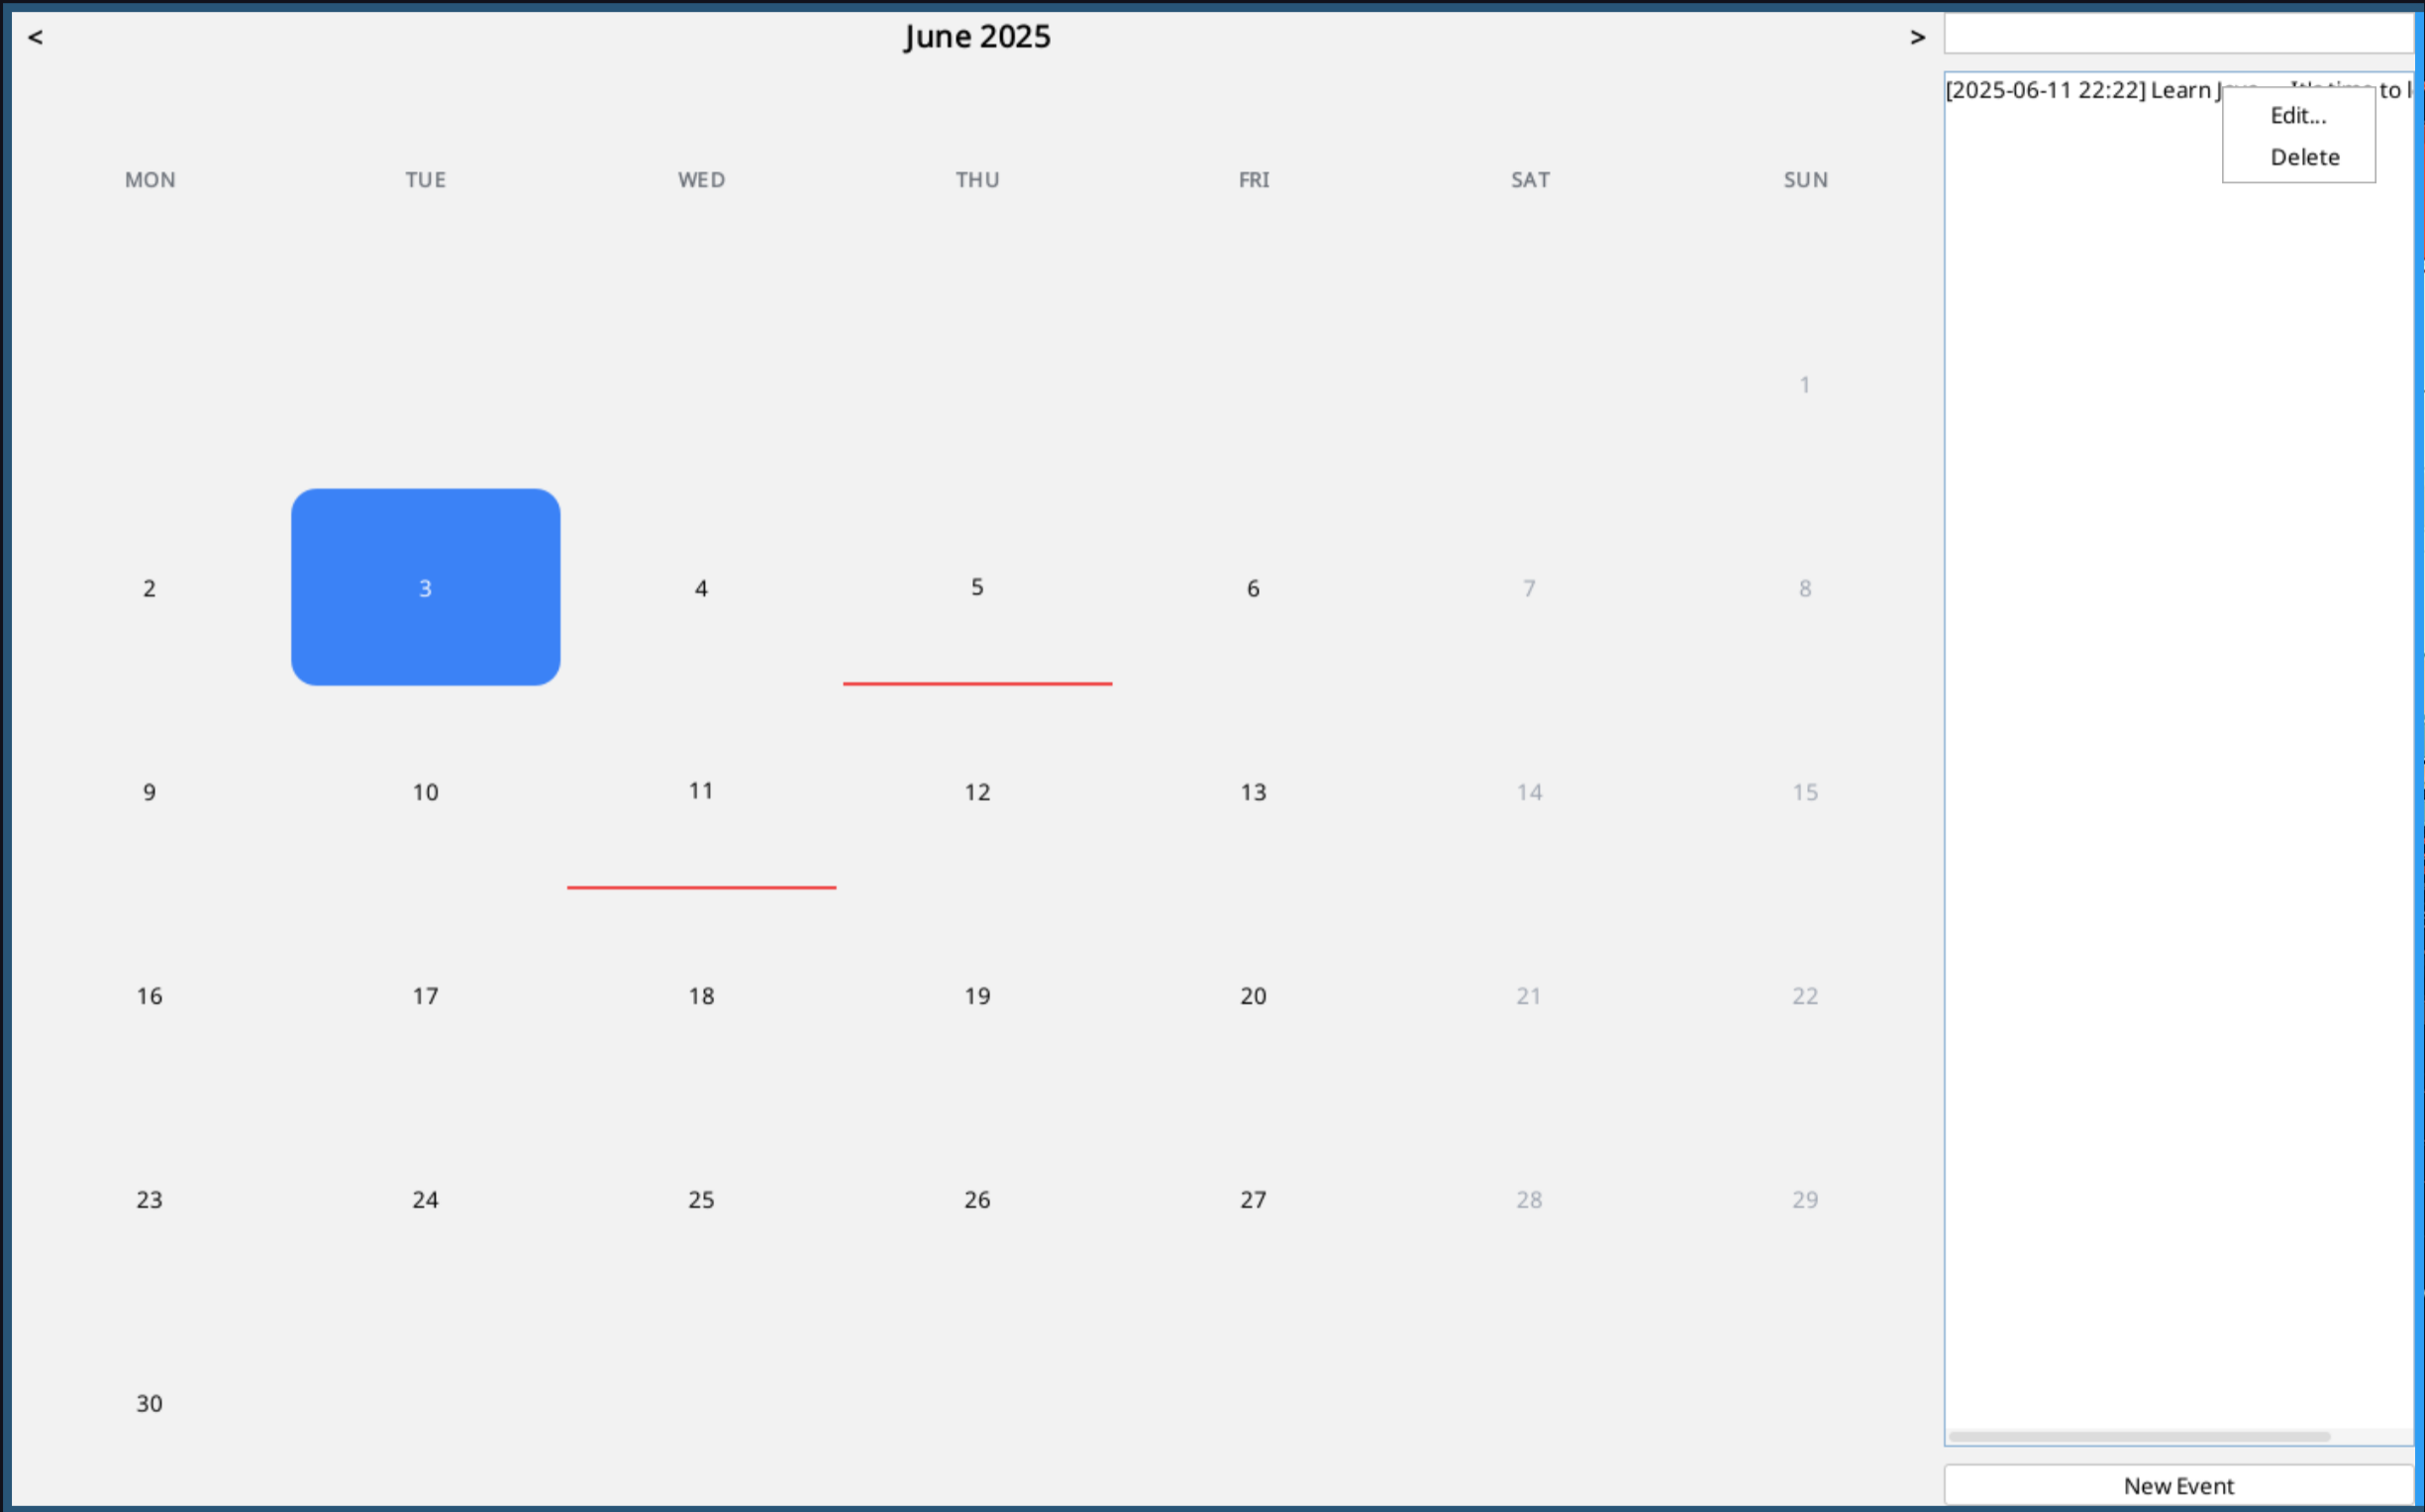 < June 2025 >
MON TUE WED THU FRI SAT SUN
1
2 3 4 5 6 7 8
9 10 11 12 13 14 15
16 17 18 19 20 21 22
23 24 25 26 27 28 29
30
[2025-06-11 22:22] Learn to
Edit...
Delete
New Event